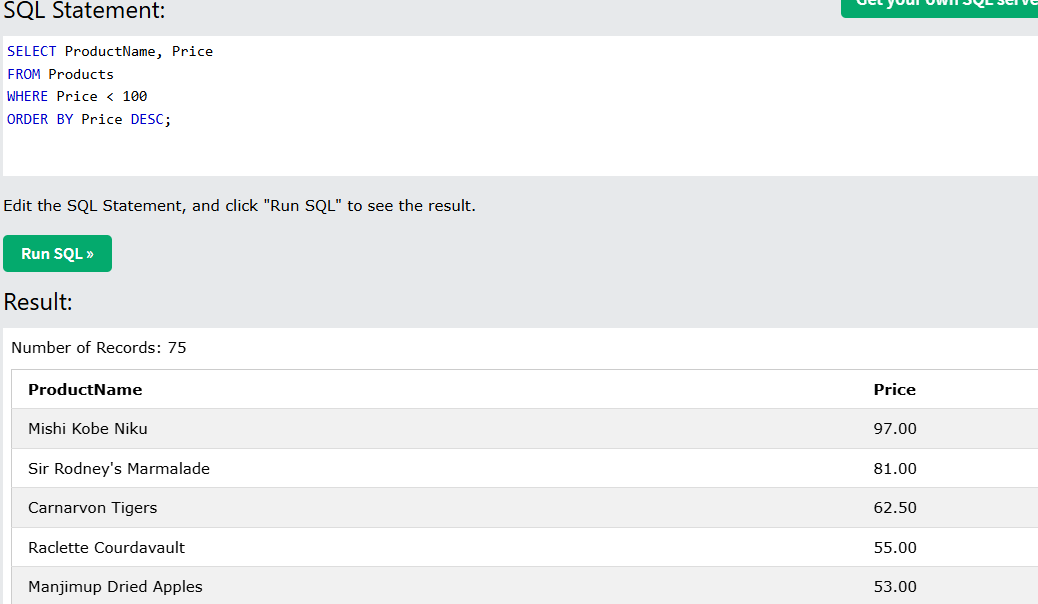 SQL Statement:
Get your own SQL serve
SELECT ProductName, Price
FROM Products
WHERE Price < 100
ORDER BY Price DESC;
Edit the SQL Statement, and click "Run SQL" to see the result.
Run SQL »
Result:
Number of Records: 75
ProductName Price
Mishi Kobe Niku 97.00
Sir Rodney's Marmalade 81.00
Carnarvon Tigers 62.50
Raclette Courdavault 55.00
Manjimup Dried Apples 53.00